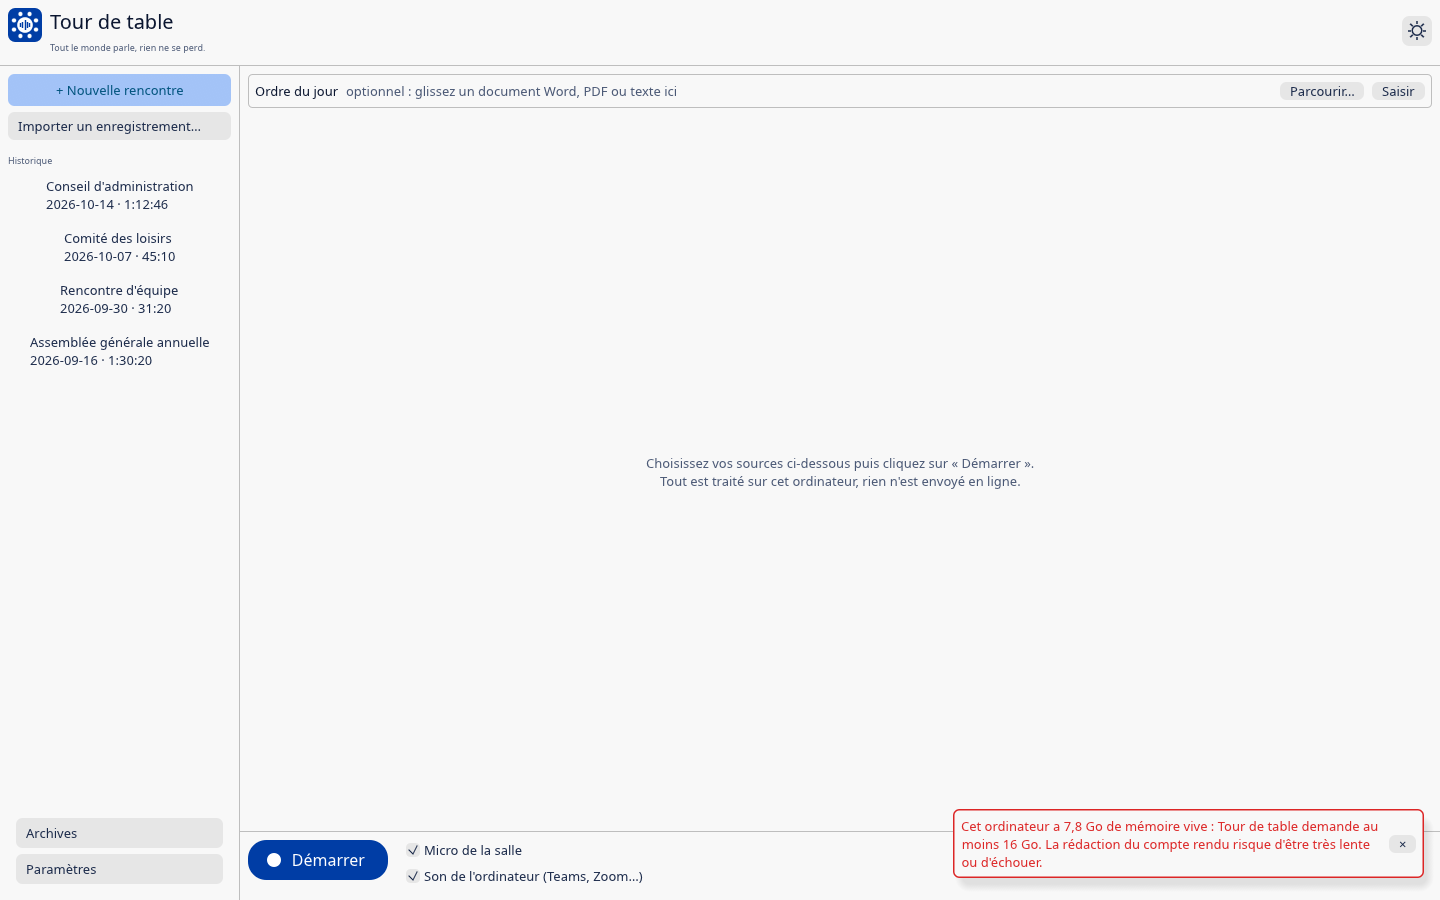 Tour de table
Tout le monde parle, rien ne se perd.
+ Nouvelle rencontre
Importer un enregistrement...
Historique
Conseil d'administration
2026-10-14 · 1:12:46
Comité des loisirs
2026-10-07 · 45:10
Rencontre d'équipe
2026-09-30 · 31:20
Assemblée générale annuelle
2026-09-16 · 1:30:20
Archives
Paramètres
Ordre du jour optionnel : glissez un document Word, PDF ou texte ici
Parcourir... Saisir
Choisissez vos sources ci-dessous puis cliquez sur « Démarrer ».
Tout est traité sur cet ordinateur, rien n'est envoyé en ligne.
Démarrer
Micro de la salle
Son de l'ordinateur (Teams, Zoom...)
Cet ordinateur a 7,8 Go de mémoire vive : Tour de table demande au
moins 16 Go. La rédaction du compte rendu risque d'être très lente
ou d'échouer.
×